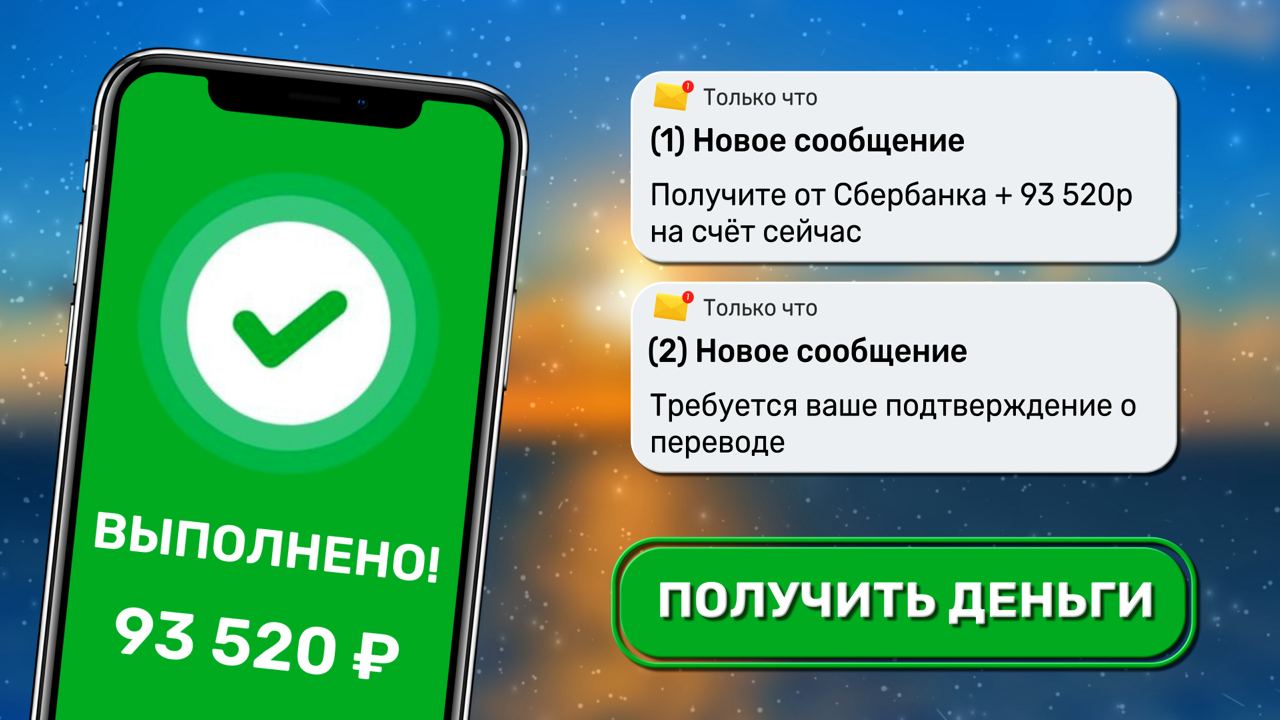 ВЫПОЛНЕНО!
93 520 ₽
Только что
(1) Новое сообщение
Получите от Сбербанка + 93 520р
на счёт сейчас
Только что
(2) Новое сообщение
Требуется ваше подтверждение о
переводе
ПОЛУЧИТЬ ДЕНЬГИ